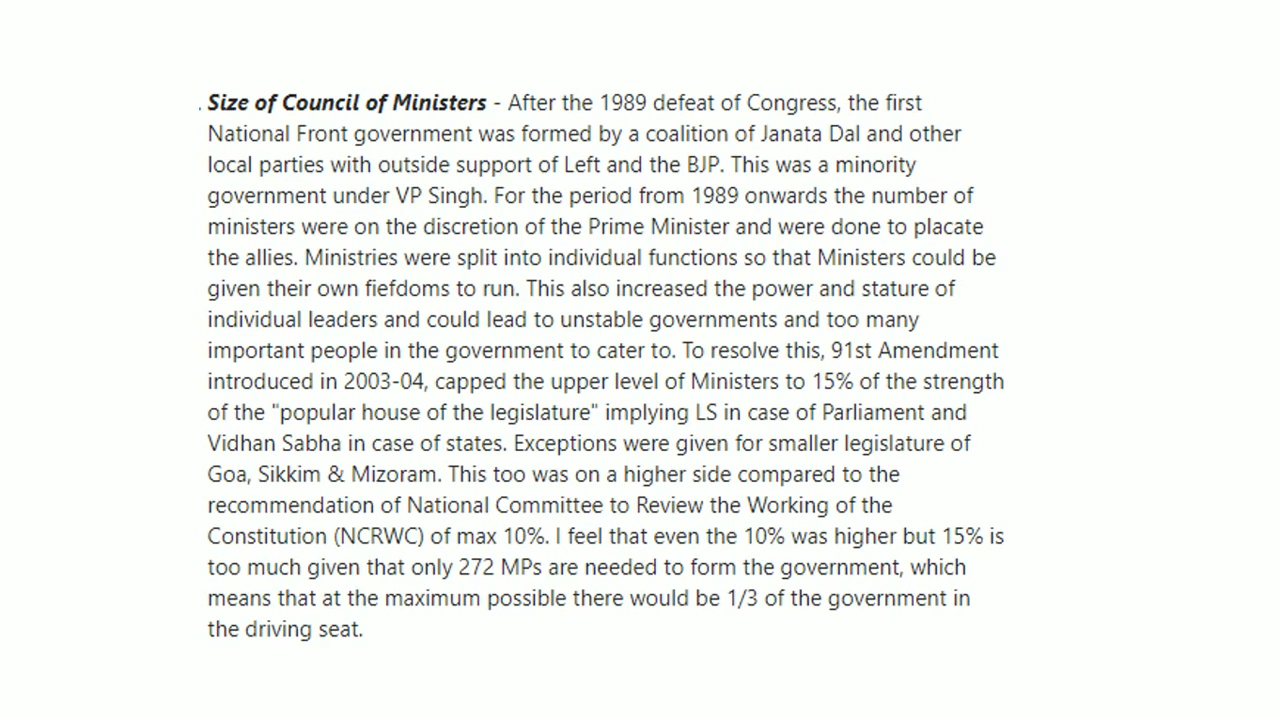 . Size of Council of Ministers - After the 1989 defeat of Congress, the first
National Front government was formed by a coalition of Janata Dal and other
local parties with outside support of Left and the BJP. This was a minority
government under VP Singh. For the period from 1989 onwards the number of
ministers were on the discretion of the Prime Minister and were done to placate
the allies. Ministries were split into individual functions so that Ministers could be
given their own fiefdoms to run. This also increased the power and stature of
individual leaders and could lead to unstable governments and too many
important people in the government to cater to. To resolve this, 91st Amendment
introduced in 2003-04, capped the upper level of Ministers to 15% of the strength
of the "popular house of the legislature" implying LS in case of Parliament and
Vidhan Sabha in case of states. Exceptions were given for smaller legislature of
Goa, Sikkim & Mizoram. This too was on a higher side compared to the
recommendation of National Committee to Review the Working of the
Constitution (NCRWC) of max 10%. I feel that even the 10% was higher but 15% is
too much given that only 272 MPs are needed to form the government, which
means that at the maximum possible there would be 1/3 of the government in
the driving seat.